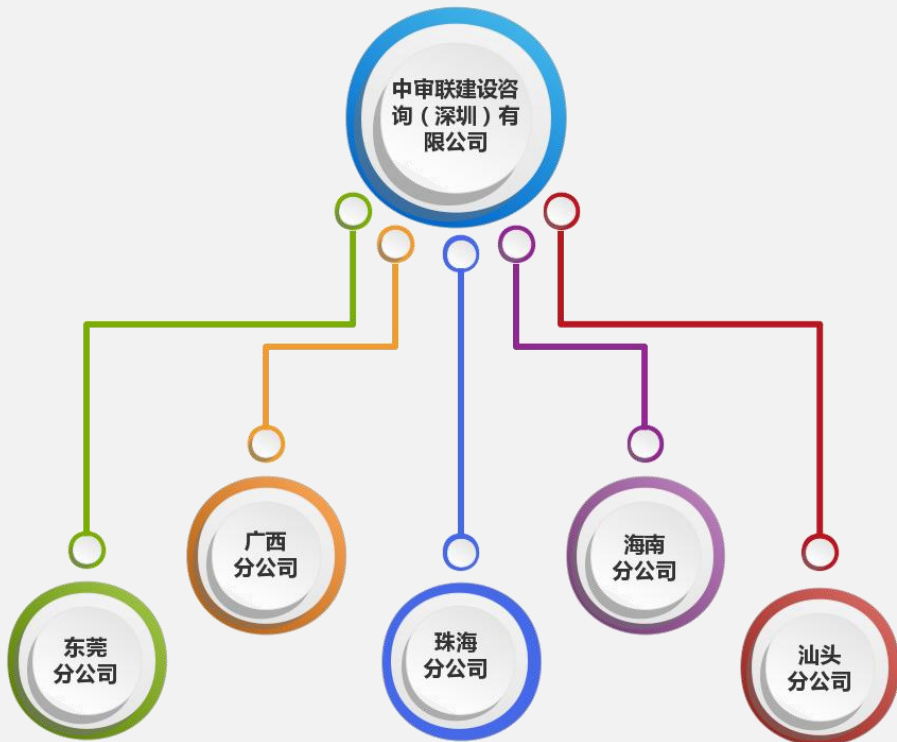 中审联建设咨
询（深圳）有
限公司
广西
分公司
海南
分公司
东莞
分公司
珠海
分公司
汕头
分公司